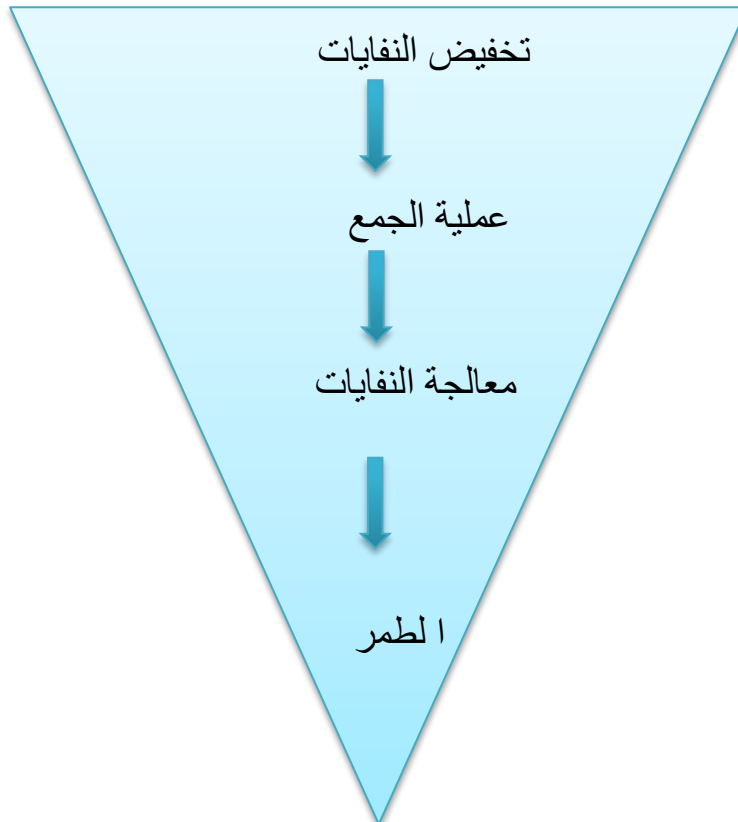 تخفيض النفايات
عملية الجمع
معالجة النفايات
ا لطمر